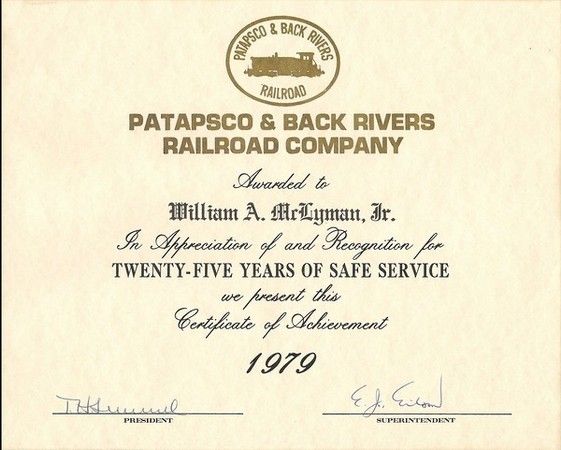 PATAPSCO & BACK RIVERS
RAILROAD
PATAPSCO & BACK RIVERS
RAILROAD COMPANY
Awarded to
William A. McLyman, Jr.
In Appreciation of and Recognition for
TWENTY-FIVE YEARS OF SAFE SERVICE
we present this
Certificate of Achievement
1979
PRESIDENT
SUPERINTENDENT